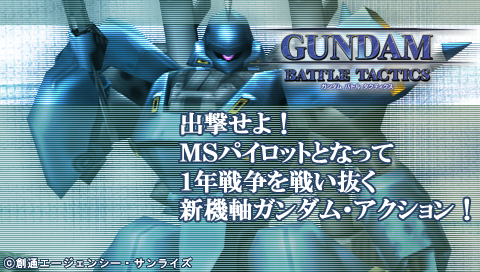 GUNDAM
BATTLE TACTICS
ガンダム バトル タクティクス
出撃せよ！
MSパイロットとなって
1年戦争を戦い抜く
新機軸ガンダム・アクション！
©創通エージェンシー・サンライズ